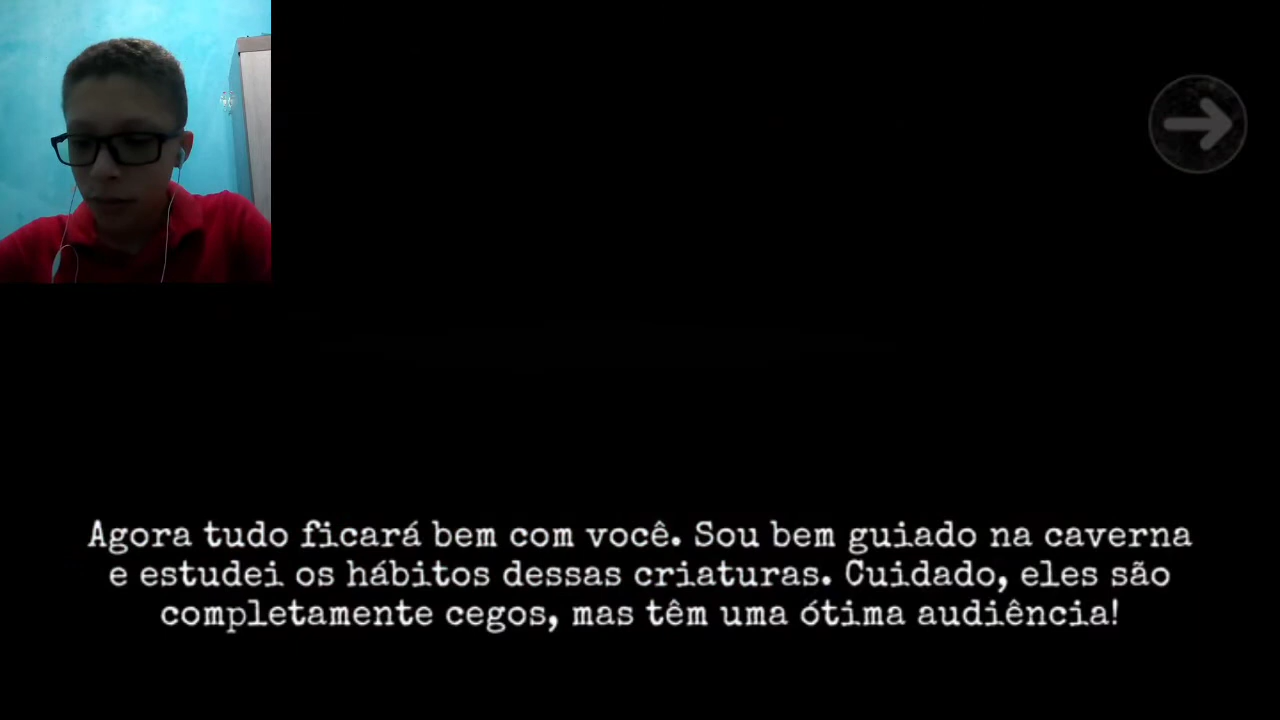 Agora tudo ficará bem com você. Sou bem guiado na caverna
e estudei os hábitos dessas criaturas. Cuidado, eles são
completamente cegos, mas têm uma ótima audiência!